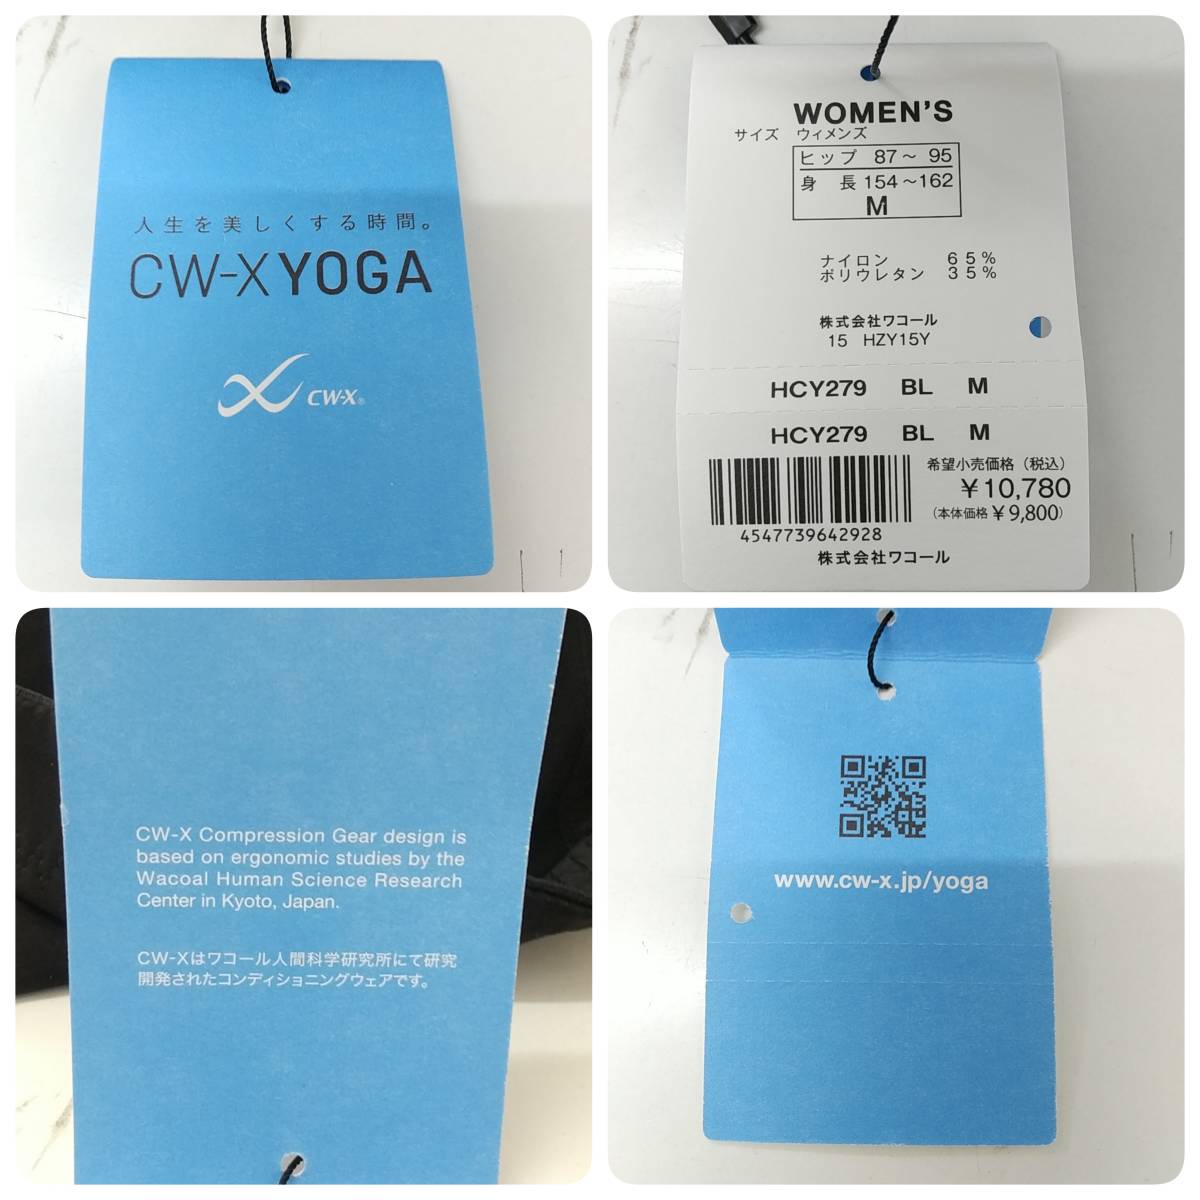 人生を美しくする時間。
CW-X YOGA
CW-X®
WOMEN'S
サイズ ウィメンズ
ヒップ 87～95
身 長 154～162
M
ナイロン 65%
ポリウレタン 35%
株式会社ワコール
15 HZY15Y
HCY279 BL M
HCY279 BL M
希望小売価格（税込）
￥10,780
（本体価格￥9,800）
4547739642928
株式会社ワコール
CW-X Compression Gear design is
based on ergonomic studies by the
Wacoal Human Science Research
Center in Kyoto, Japan.
CW-Xはワコール人間科学研究所にて研究
開発されたコンディショニングウェアです。
www.cw-x.jp/yoga